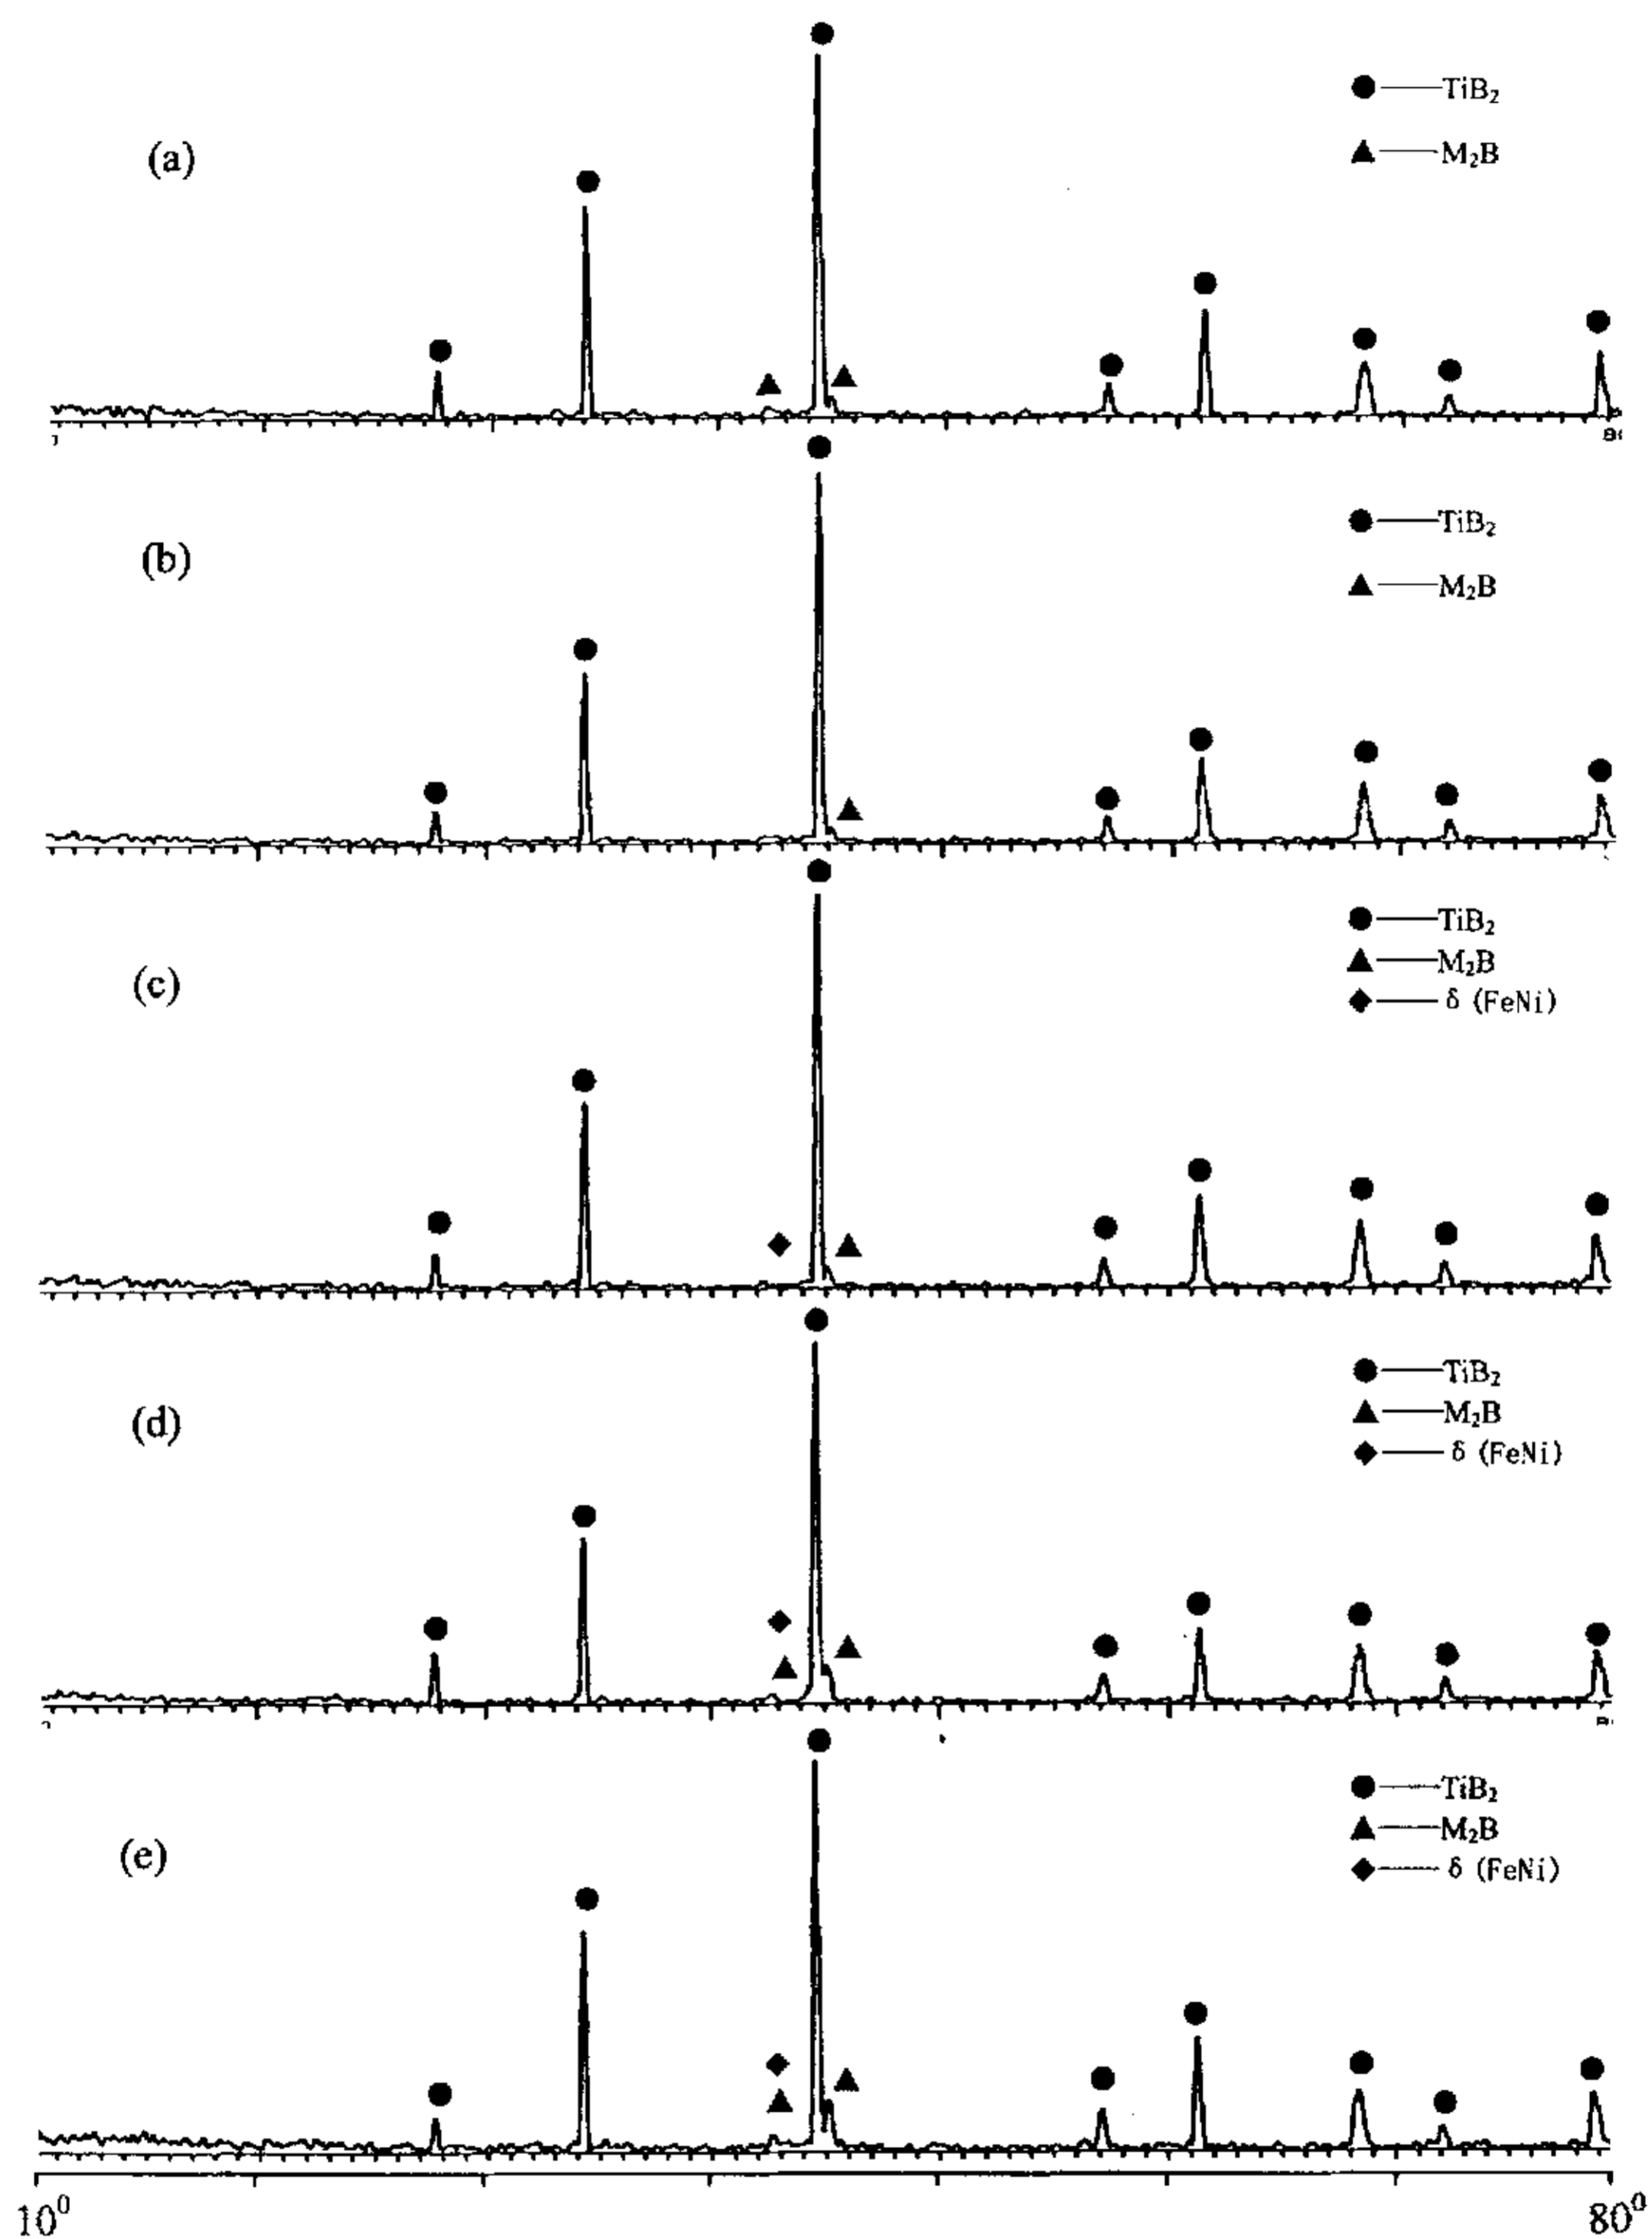 TiB₂
(a)
M₂B
TiB₂
(b)
M₂B
TiB₂
(c)
M₂B
δ (FeNi)
TiB₂
(d)
M₂B
δ (FeNi)
TiB₂
(e)
M₂B
δ (FeNi)
10⁰ 80⁰